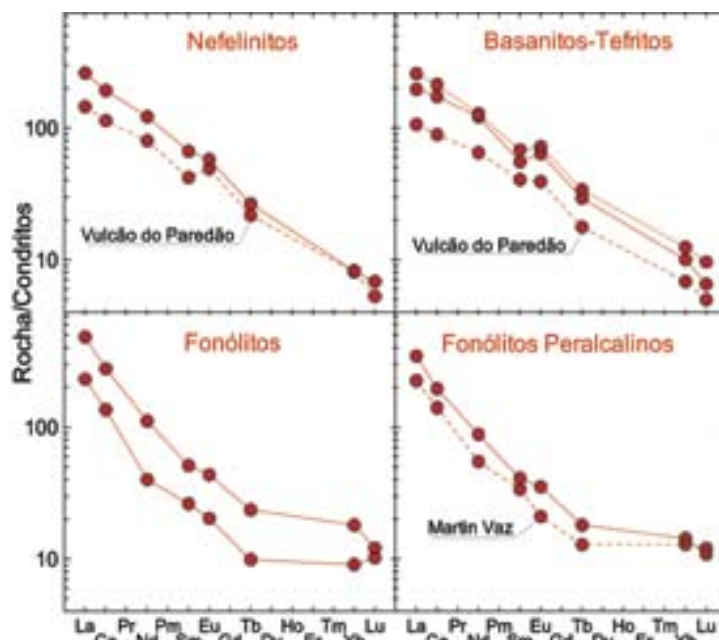 Nefelinitos
Basanitos-Tefritos
100
10
Vulcão do Paredão
Vulcão do Paredão
Rocha/Condritos
Fonólitos
Fonólitos Peralcalinos
100
10
Martin Vaz
La Pr Pm Eu Tb Ho Tm Lu La Pr Pm Eu Tb Ho Tm Lu